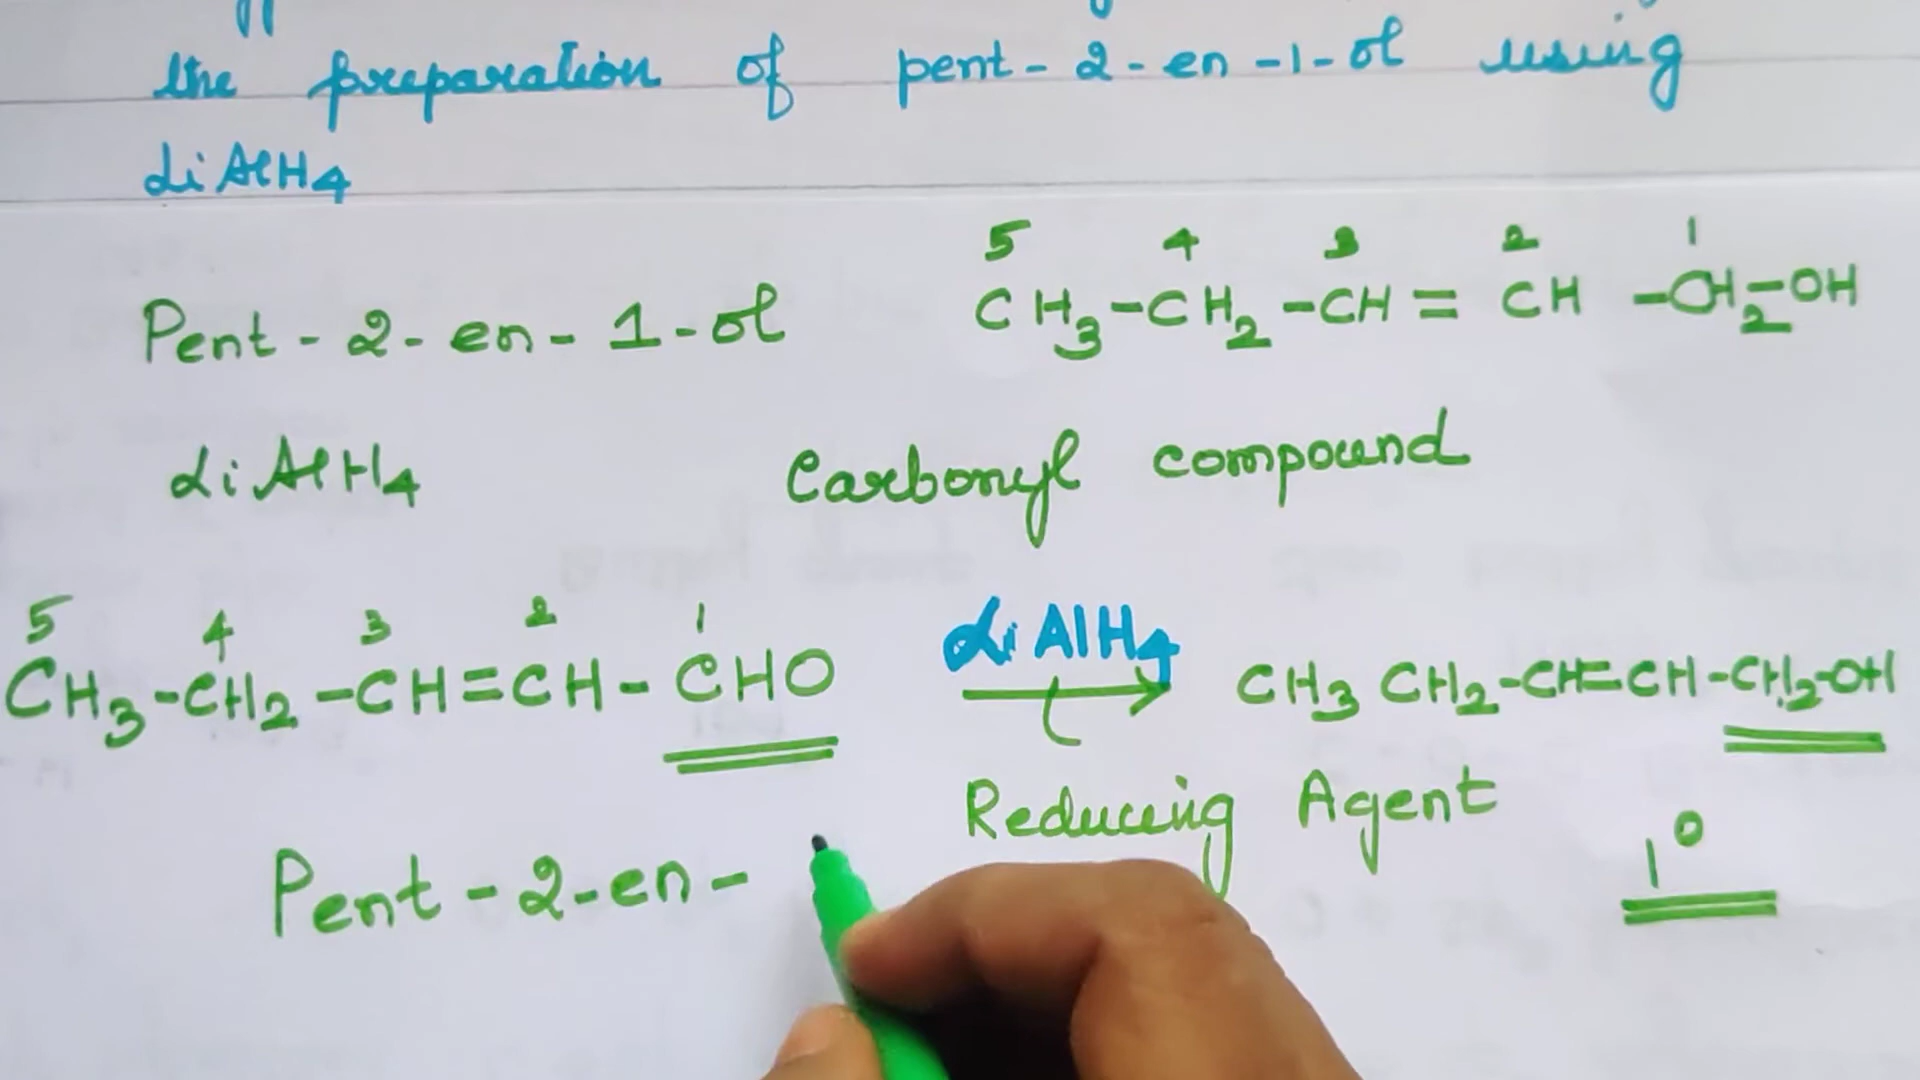 the preparation of pent-2-en-1-ol using
LiAlH4
5 4 3 2 1
Pent-2-en-1-ol CH3-CH2-CH=CH-CH2-OH
LiAlH4 Carbonyl compound
5 4 3 2 1
CH3-CH2-CH=CH-CHO LiAlH4 CH3 CH2-CH=CH-CH2-OH
Reducing Agent
Pent-2-en- 1°